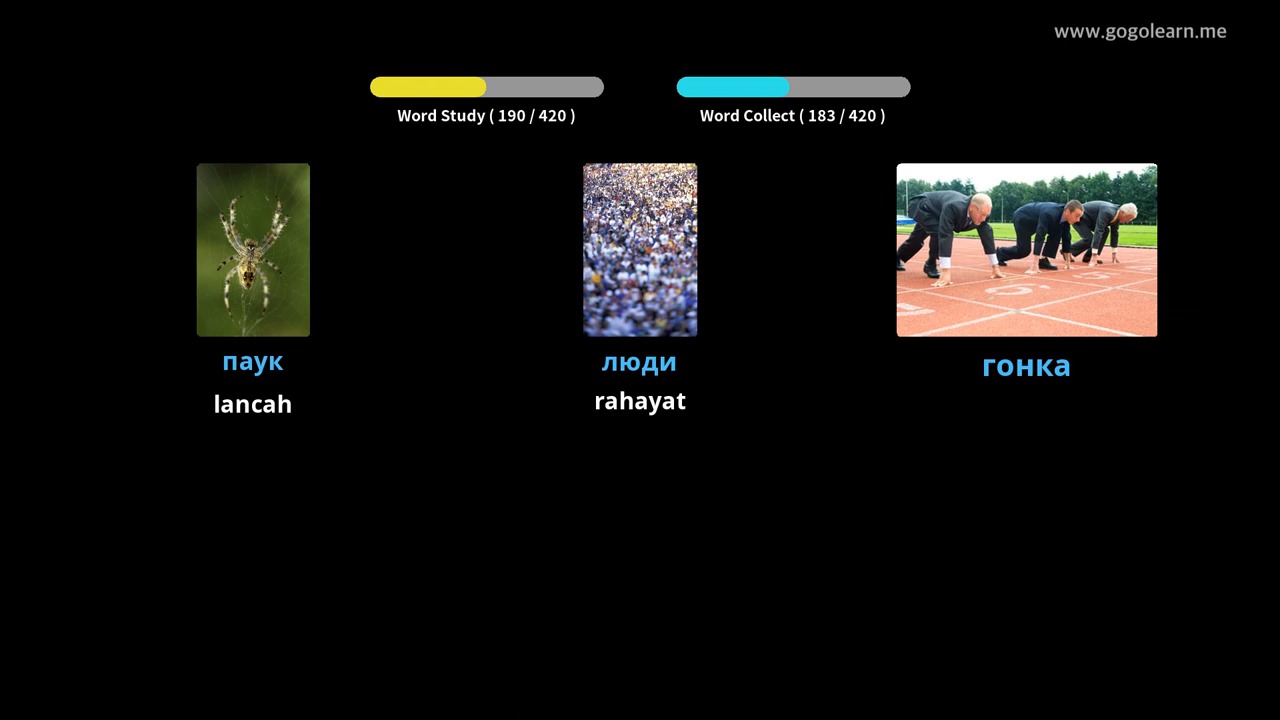 www.gogolearn.me
Word Study ( 190 / 420 )
Word Collect ( 183 / 420 )
паук
lancah
люди
rahayat
гонка